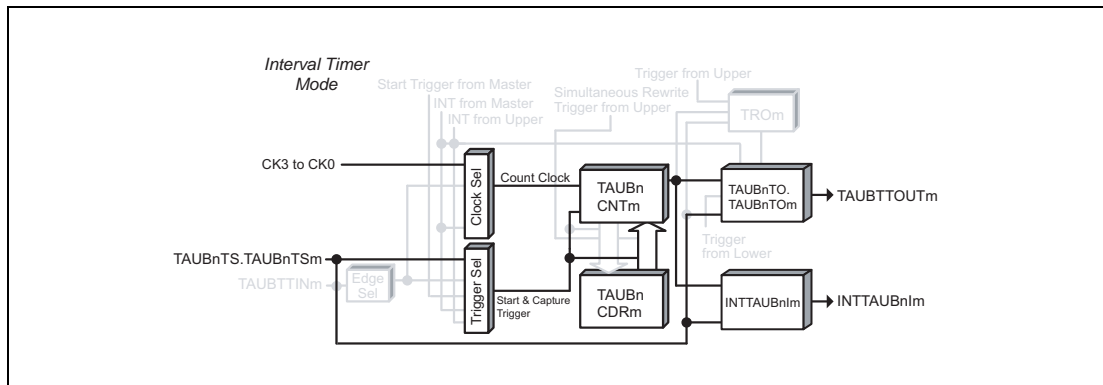 Interval Timer
Mode
Start Trigger from Master
INT from Master
INT from Upper
Simultaneous Rewrite
Trigger from Upper
Trigger from Upper
TROm
CK3 to CK0
Clock Sel
Count Clock
TAUBn
CNTm
TAUBnTO.
TAUBnTOm
TAUBTTOUTm
Trigger
from Lower
TAUBnTS.TAUBnTSm
TAUBTTINm
Edge
Sel
Trigger Sel
Start & Capture
Trigger
TAUBn
CDRm
INTTAUBnIm
INTTAUBnIm